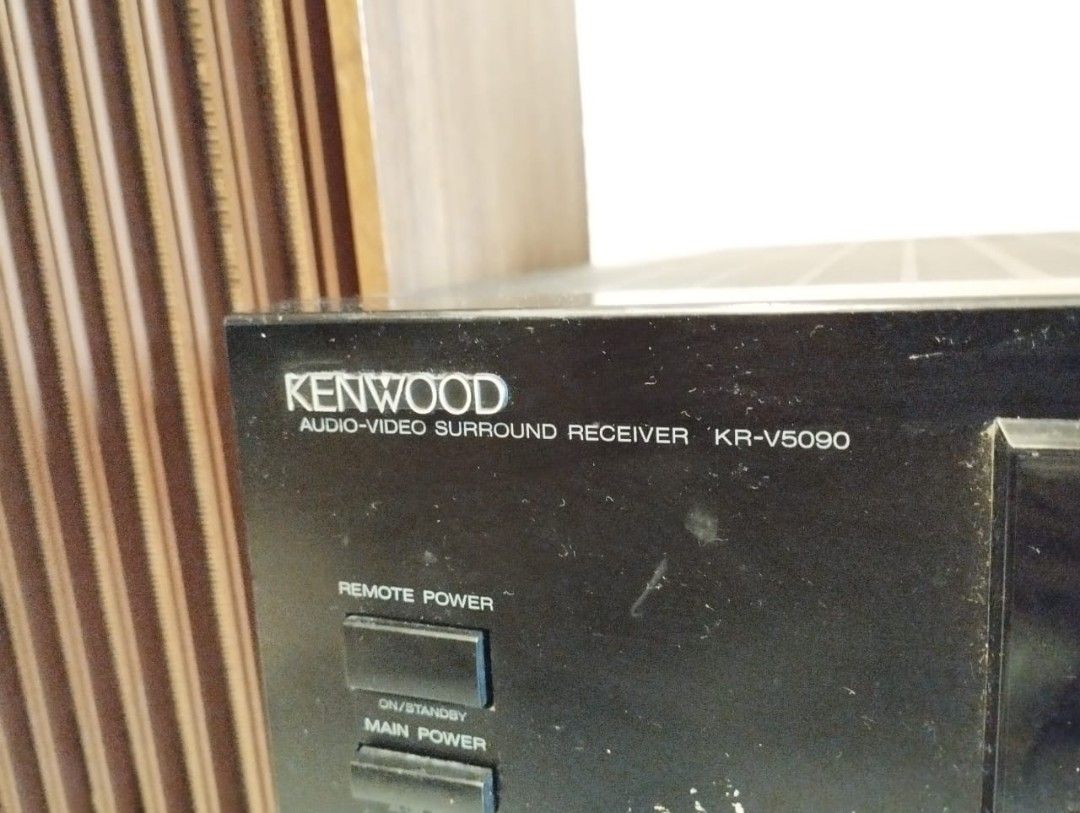 KENWOOD
AUDIO-VIDEO SURROUND RECEIVER KR-V5090
REMOTE POWER
ON/STANDBY
MAIN POWER